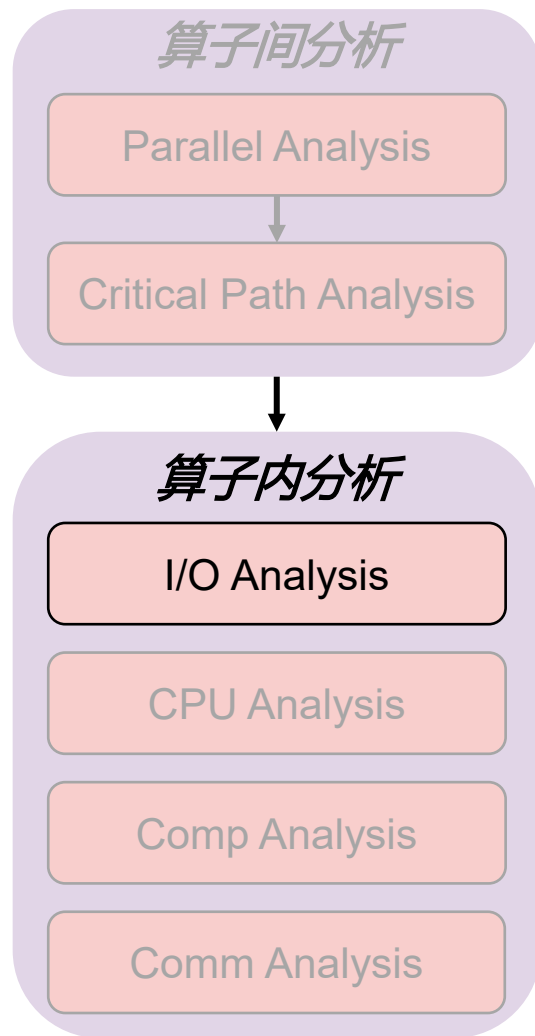 算子间分析
Parallel Analysis
Critical Path Analysis
算子内分析
I/O Analysis
CPU Analysis
Comp Analysis
Comm Analysis